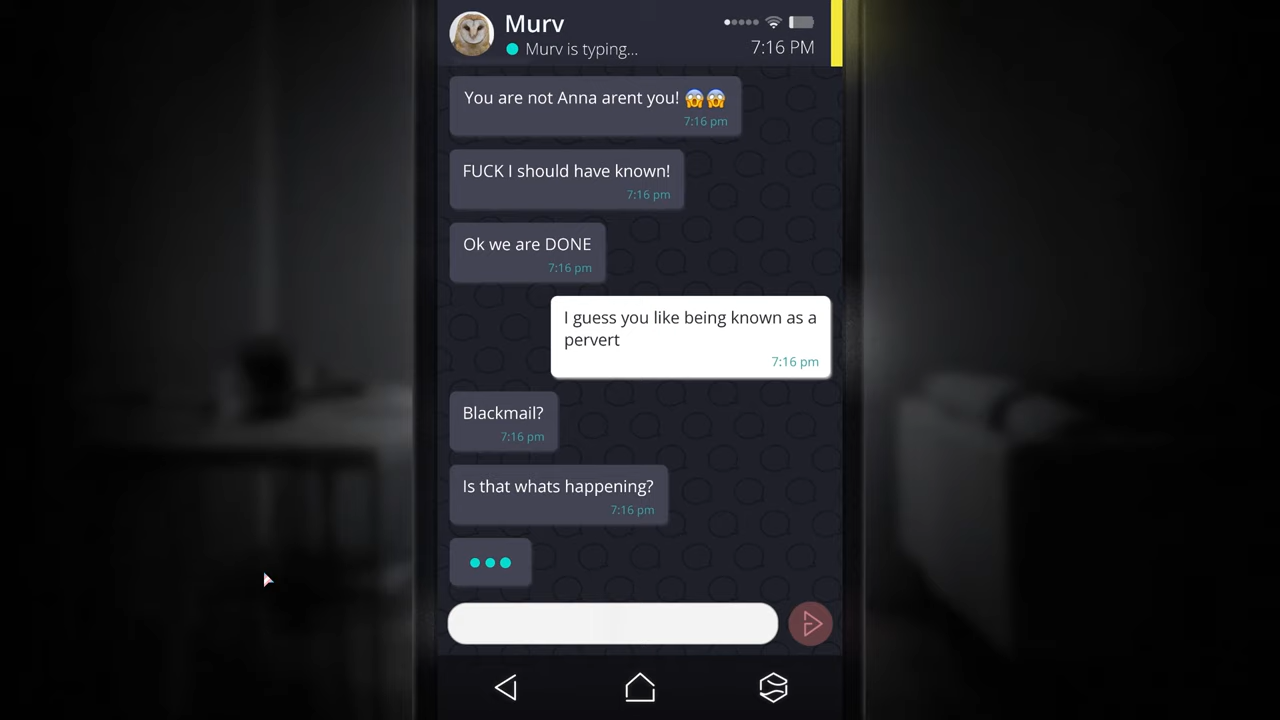 Murv
Murv is typing...
7:16 PM
You are not Anna arent you! 😱😱
7:16 pm
FUCK I should have known!
7:16 pm
Ok we are DONE
7:16 pm
I guess you like being known as a
pervert
7:16 pm
Blackmail?
7:16 pm
Is that whats happening?
7:16 pm